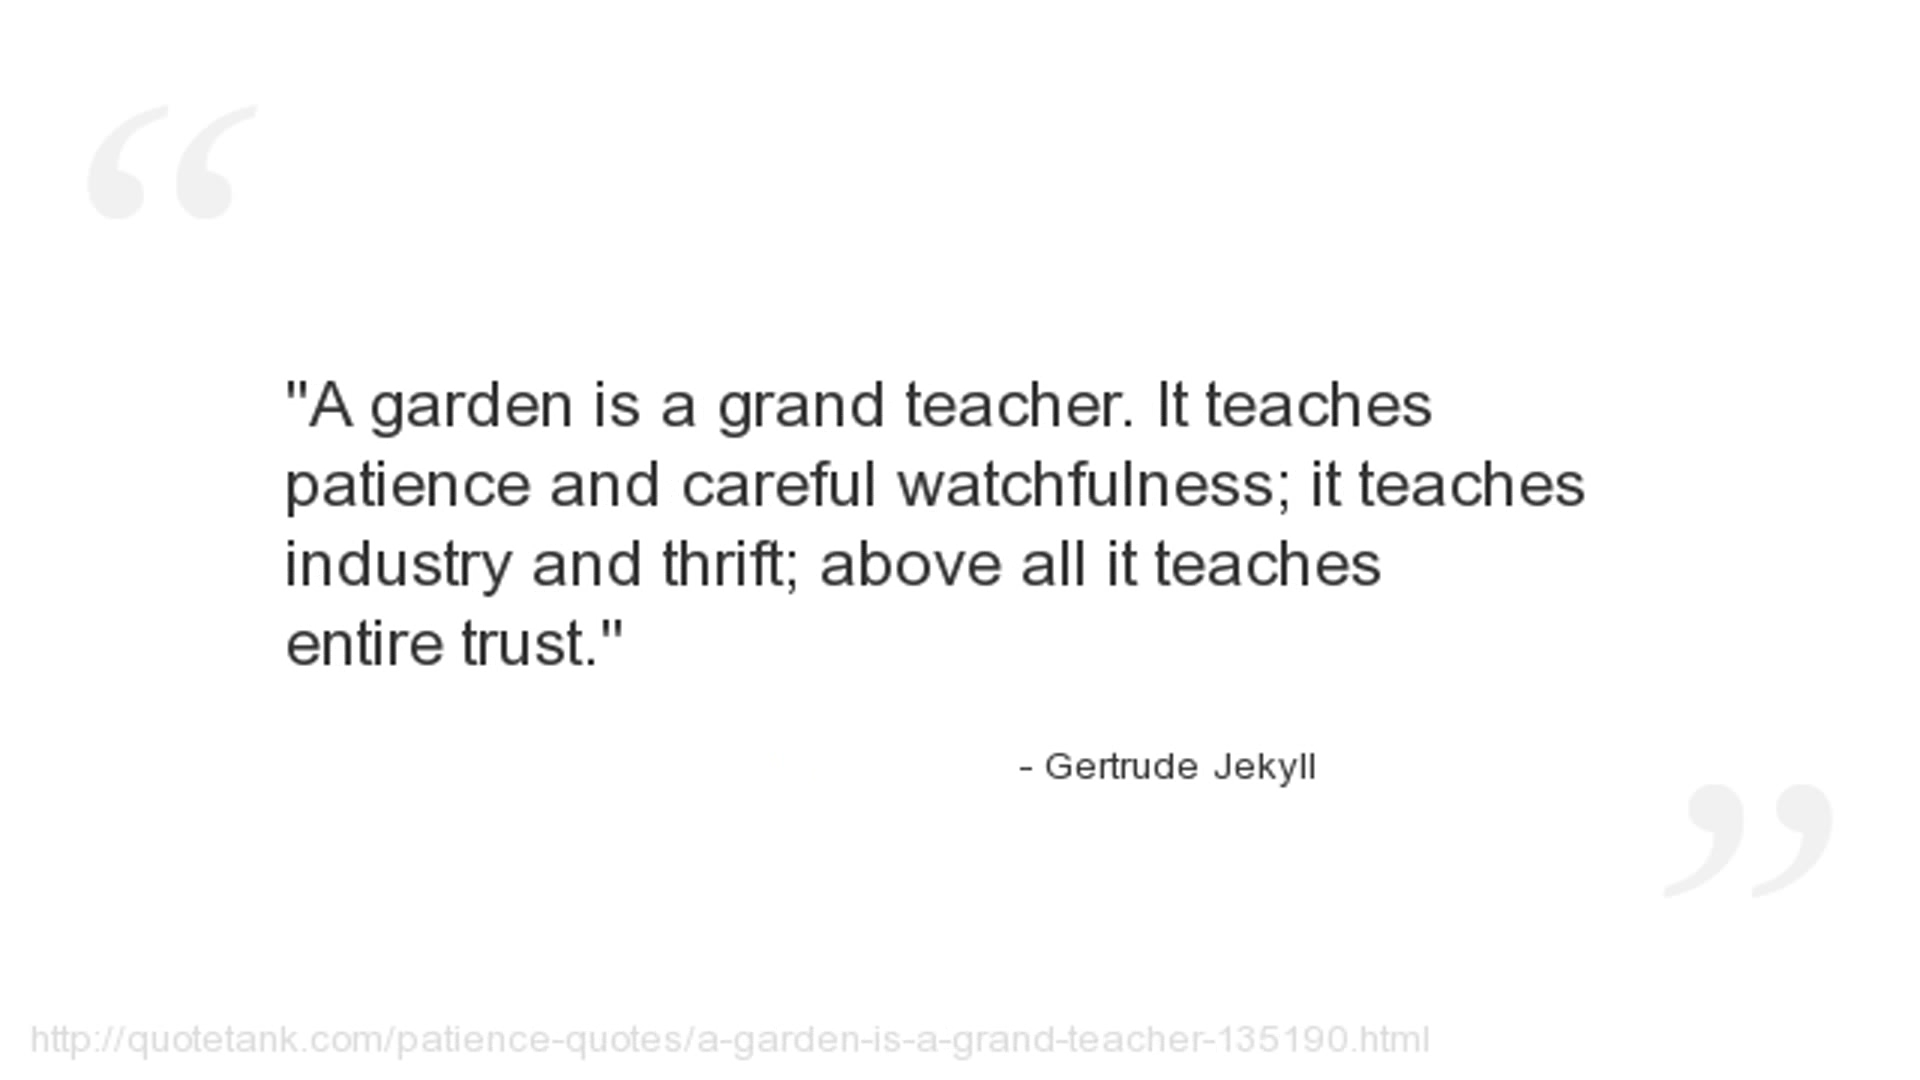 "A garden is a grand teacher. It teaches
patience and careful watchfulness; it teaches
industry and thrift; above all it teaches
entire trust."
- Gertrude Jekyll
http://quotetank.com/patience-quotes/a-garden-is-a-grand-teacher-135190.html